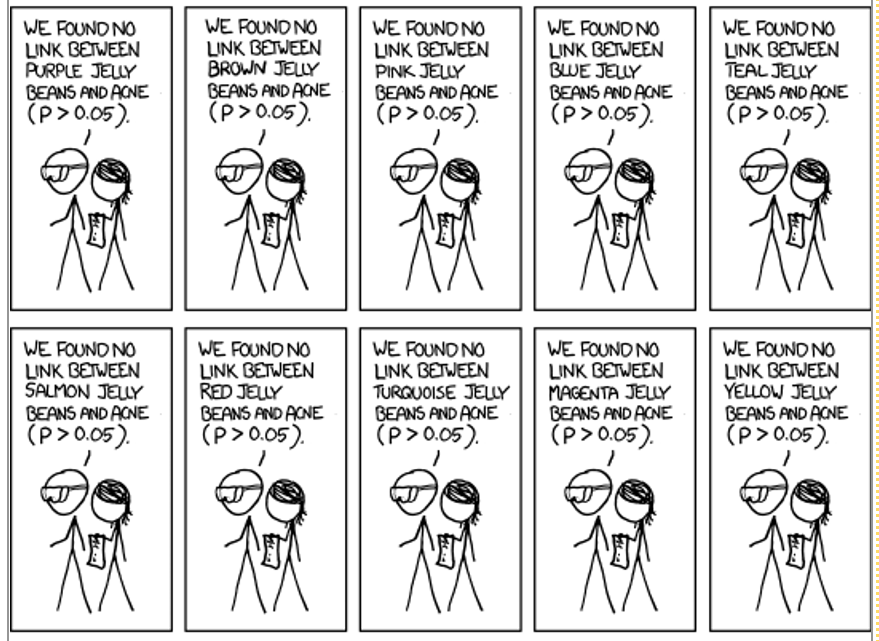 WE FOUND NO
LINK BETWEEN
PURPLE JELLY
BEANS AND ACNE
(P > 0.05).
WE FOUND NO
LINK BETWEEN
BROWN JELLY
BEANS AND ACNE
(P > 0.05).
WE FOUND NO
LINK BETWEEN
PINK JELLY
BEANS AND ACNE
(P > 0.05).
WE FOUND NO
LINK BETWEEN
BLUE JELLY
BEANS AND ACNE
(P > 0.05).
WE FOUND NO
LINK BETWEEN
TEAL JELLY
BEANS AND ACNE
(P > 0.05).
WE FOUND NO
LINK BETWEEN
SALMON JELLY
BEANS AND ACNE
(P > 0.05).
WE FOUND NO
LINK BETWEEN
RED JELLY
BEANS AND ACNE
(P > 0.05).
WE FOUND NO
LINK BETWEEN
TURQUOISE JELLY
BEANS AND ACNE
(P > 0.05).
WE FOUND NO
LINK BETWEEN
MAGENTA JELLY
BEANS AND ACNE
(P > 0.05).
WE FOUND NO
LINK BETWEEN
YELLOW JELLY
BEANS AND ACNE
(P > 0.05).